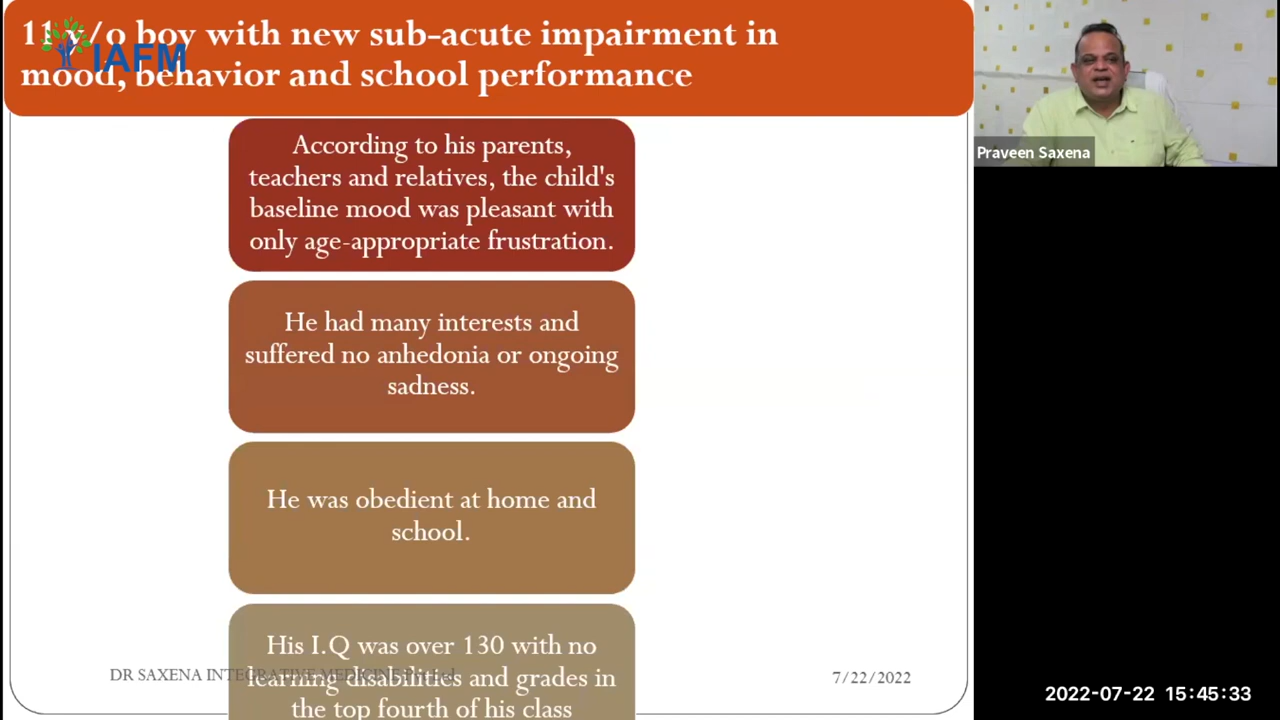 11 y/o boy with new sub-acute impairment in
mood, behavior and school performance
IAFM
Praveen Saxena
According to his parents,
teachers and relatives, the child's
baseline mood was pleasant with
only age-appropriate frustration.
He had many interests and
suffered no anhedonia or ongoing
sadness.
He was obedient at home and
school.
His I.Q was over 130 with no
learning disabilities and grades in
the top fourth of his class
DR SAXENA INTEGRATIVE MEDICINE
7/22/2022
2022-07-22 15:45:33